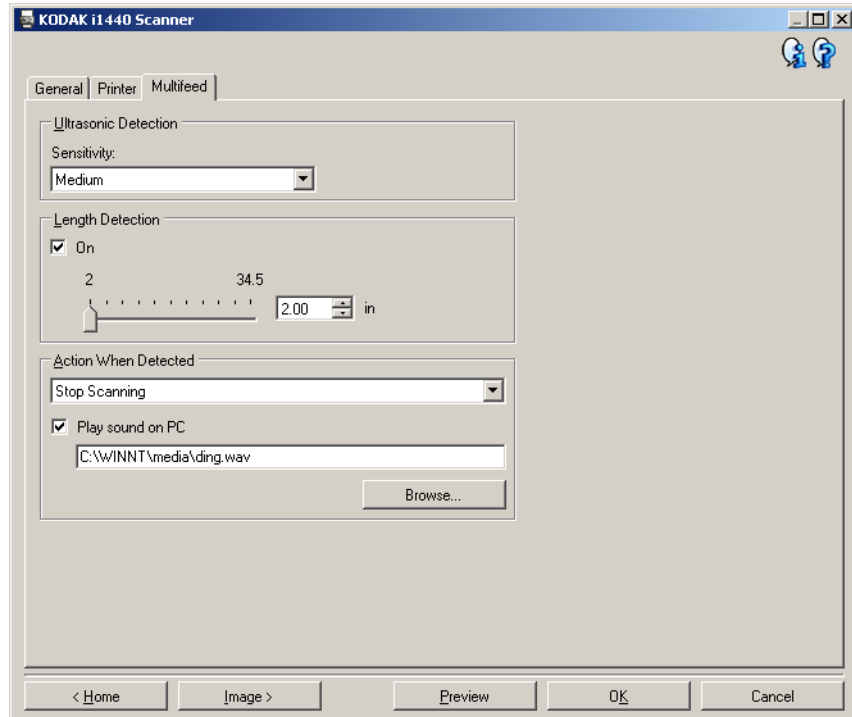 KODAK i1440 Scanner
General Printer Multifeed
Ultrasonic Detection
Sensitivity:
Medium
Length Detection
On
2 34.5
2.00 in
Action When Detected
Stop Scanning
Play sound on PC
C:\WINNT\media\ding.wav
Browse...
< Home Image > Preview OK Cancel